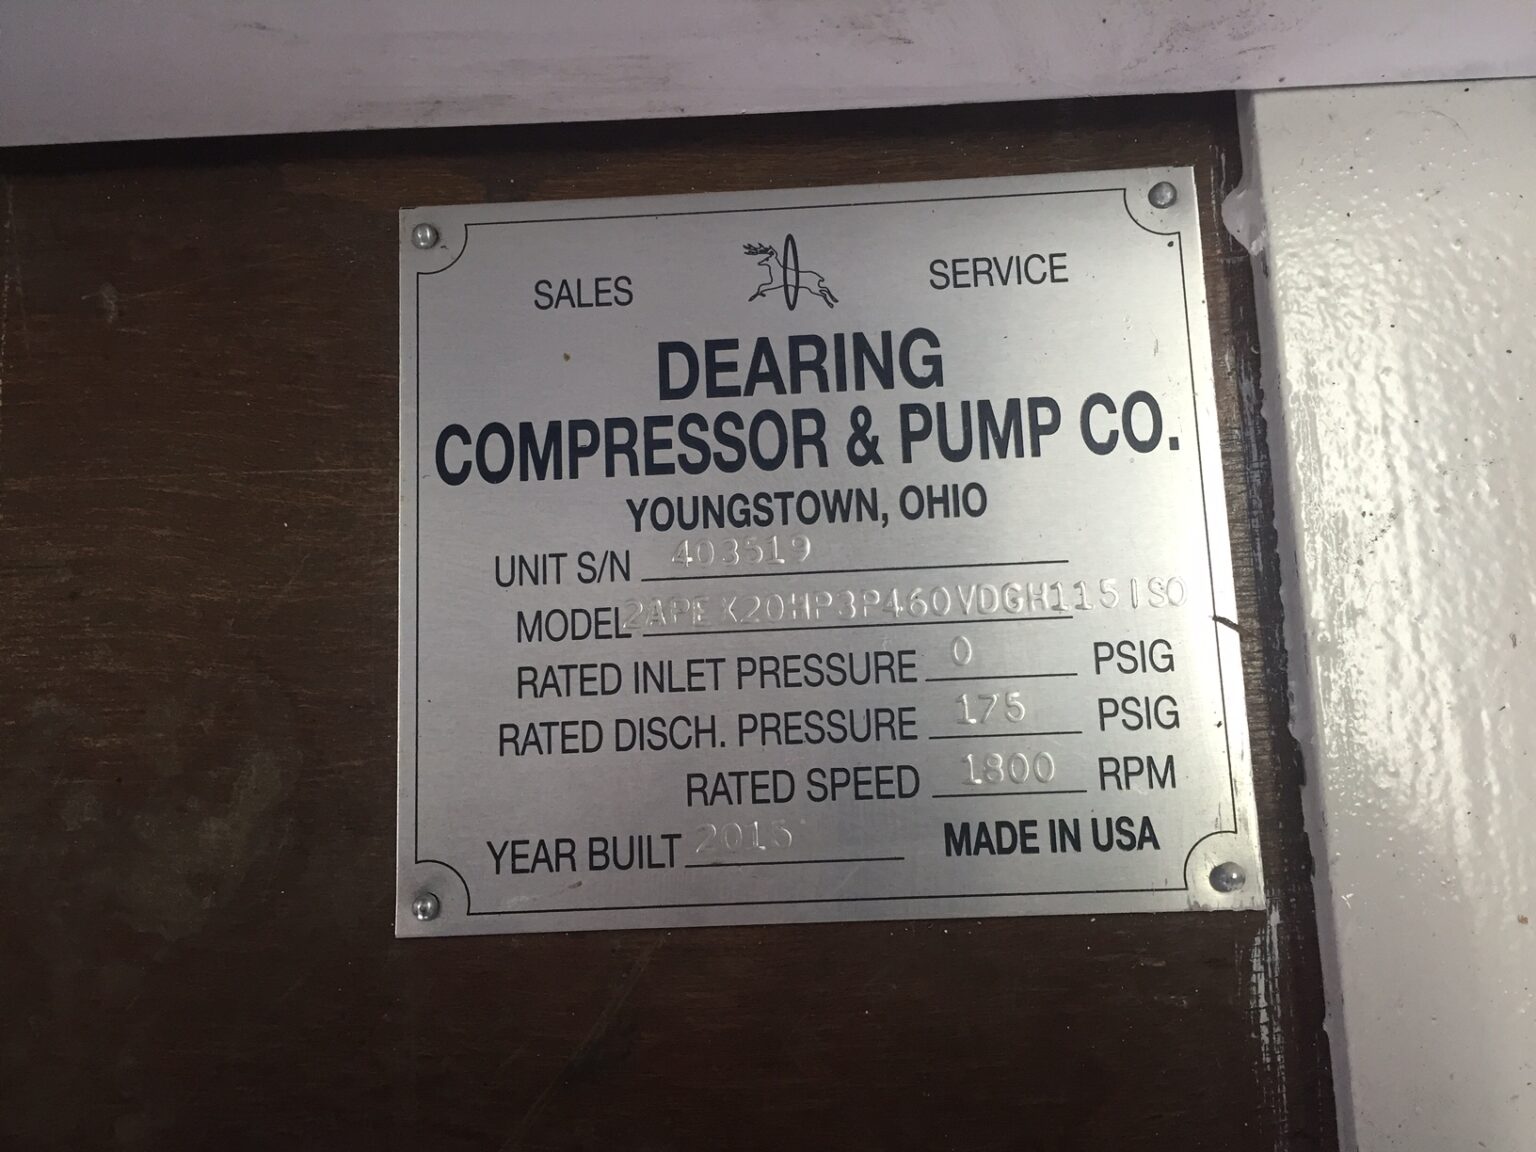 SALES SERVICE
DEARING
COMPRESSOR & PUMP CO.
YOUNGSTOWN, OHIO
UNIT S/N 403519
MODEL 2APEX20HP3P460VDGH115ISO
RATED INLET PRESSURE 0 PSIG
RATED DISCH. PRESSURE 175 PSIG
RATED SPEED 1800 RPM
YEAR BUILT 2015 MADE IN USA